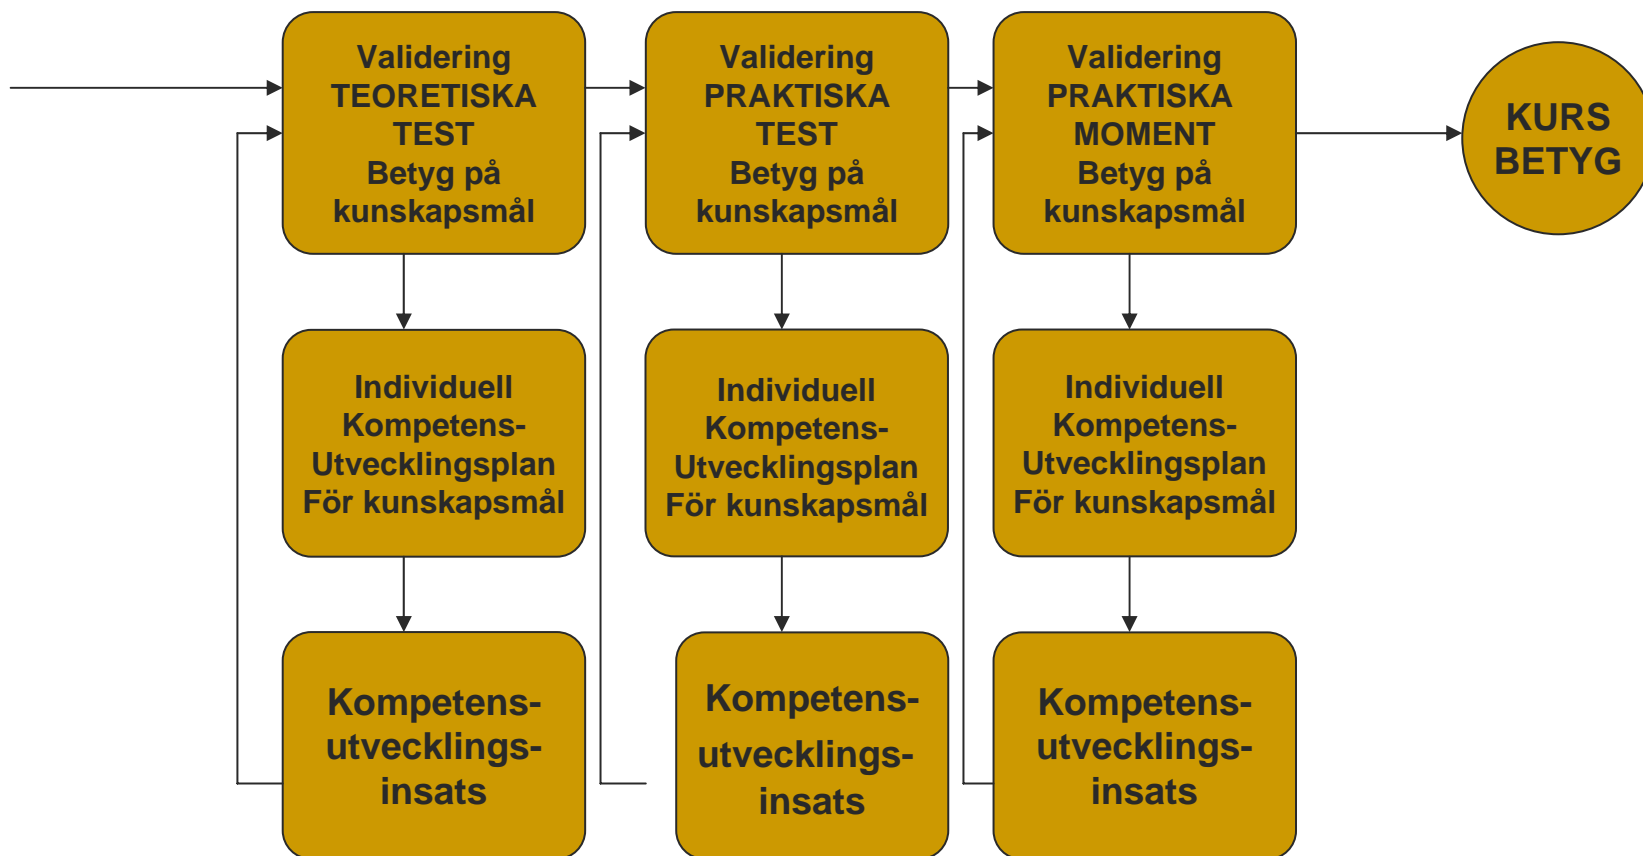 Validering
TEORETISKA
TEST
Betyg på
kunskapsmål
Validering
PRAKTISKA
TEST
Betyg på
kunskapsmål
Validering
PRAKTISKA
MOMENT
Betyg på
kunskapsmål
KURS
BETYG
Individuell
Kompetens-
Utvecklingsplan
För kunskapsmål
Individuell
Kompetens-
Utvecklingsplan
För kunskapsmål
Individuell
Kompetens-
Utvecklingsplan
För kunskapsmål
Kompetens-
utvecklings-
insats
Kompetens-
utvecklings-
insats
Kompetens-
utvecklings-
insats